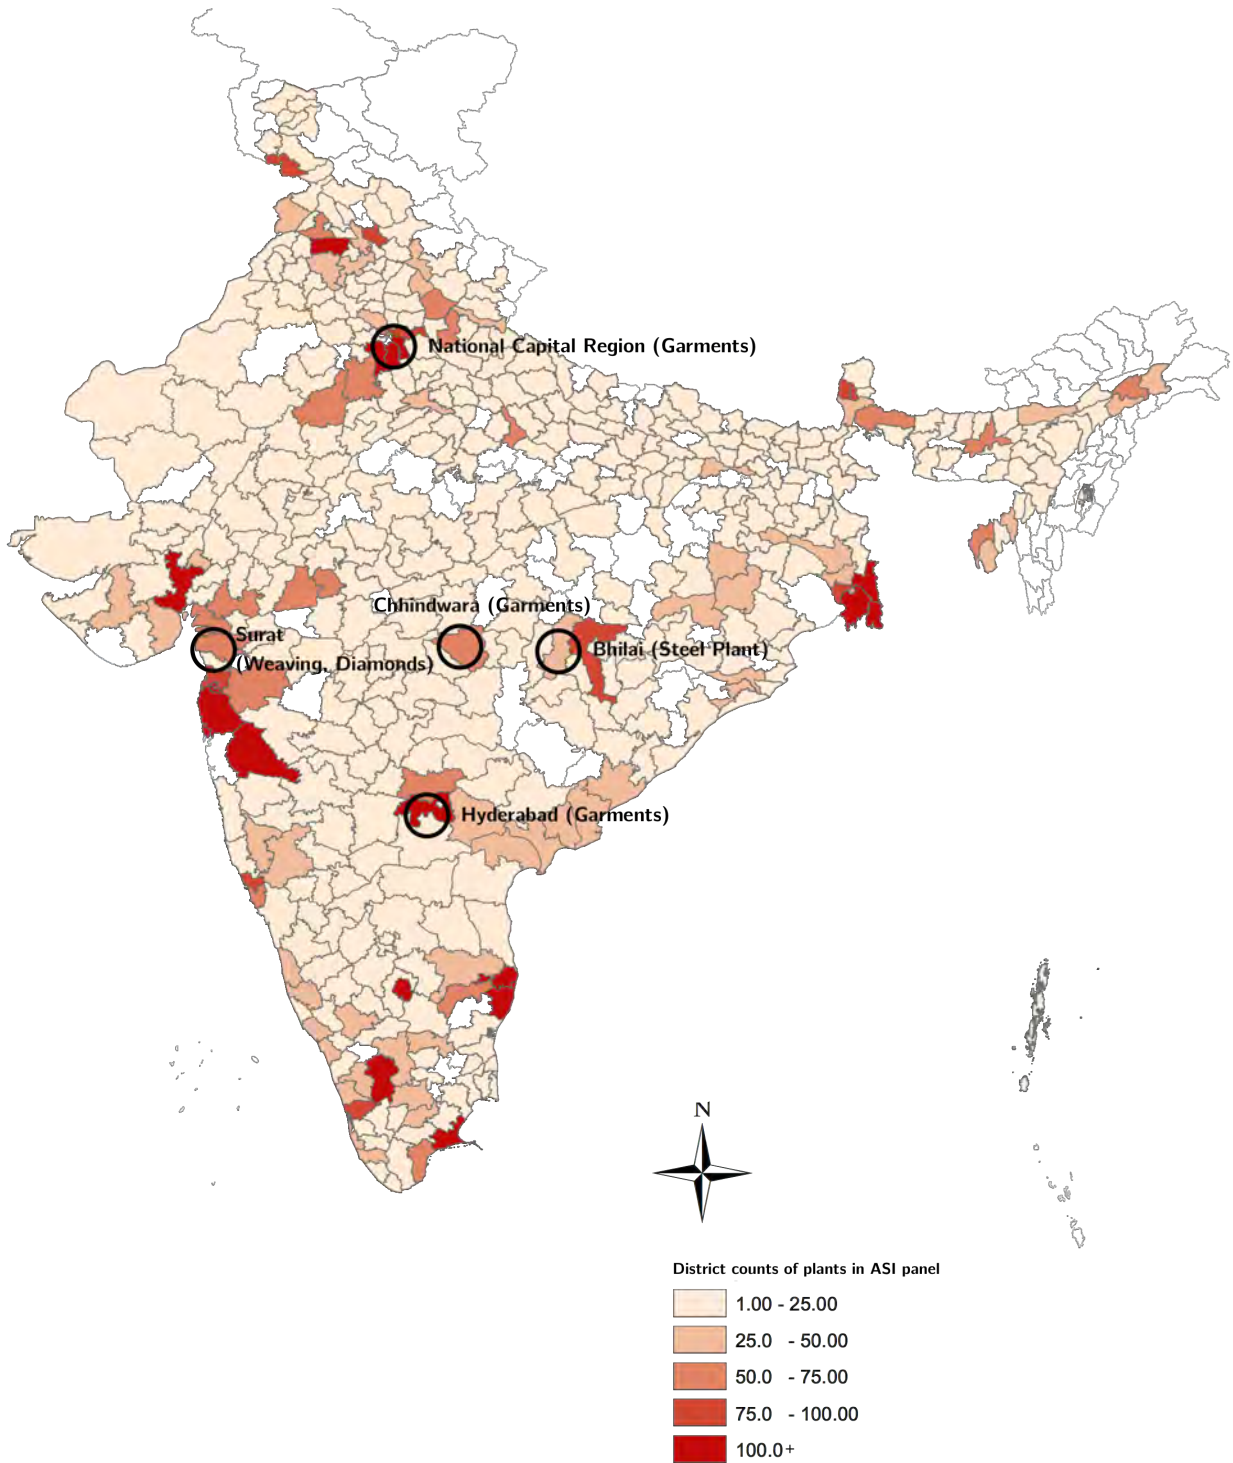 National Capital Region (Garments)
Chhindwara (Garments)
Surat
(Weaving, Diamonds)
Bhilai (Steel Plant)
Hyderabad (Garments)
N
District counts of plants in ASI panel
1.00 - 25.00
25.0 - 50.00
50.0 - 75.00
75.0 - 100.00
100.0+